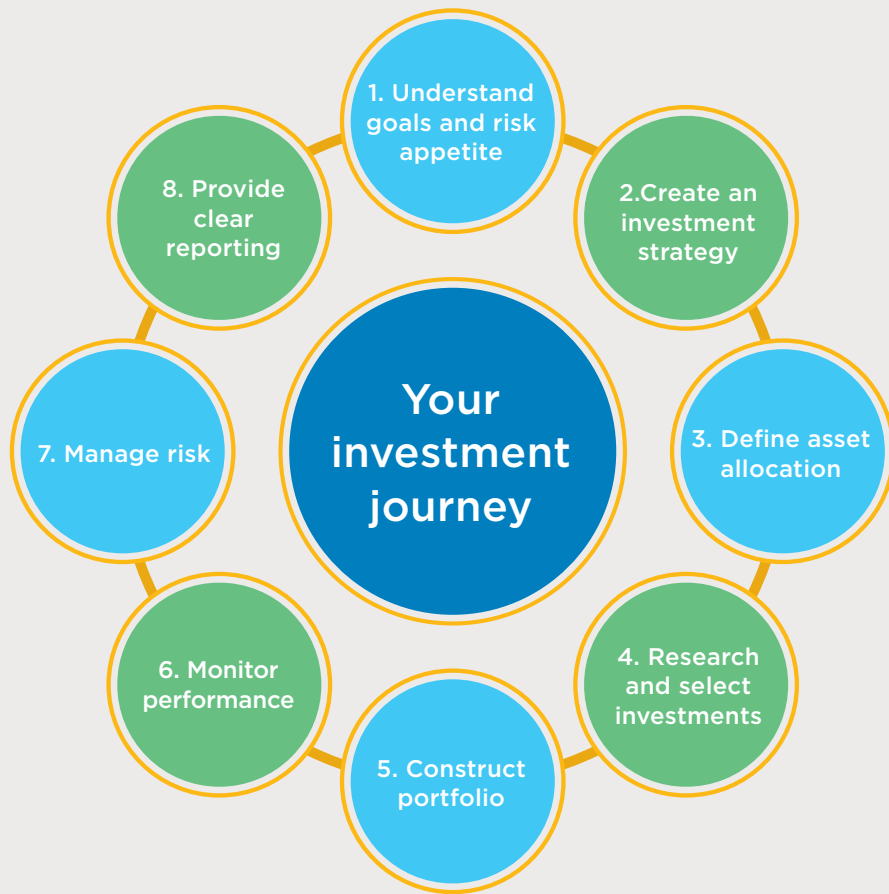 1. Understand
goals and risk
appetite
2.Create an
investment
strategy
3. Define asset
allocation
4. Research
and select
investments
5. Construct
portfolio
6. Monitor
performance
7. Manage risk
8. Provide
clear
reporting
Your
investment
journey